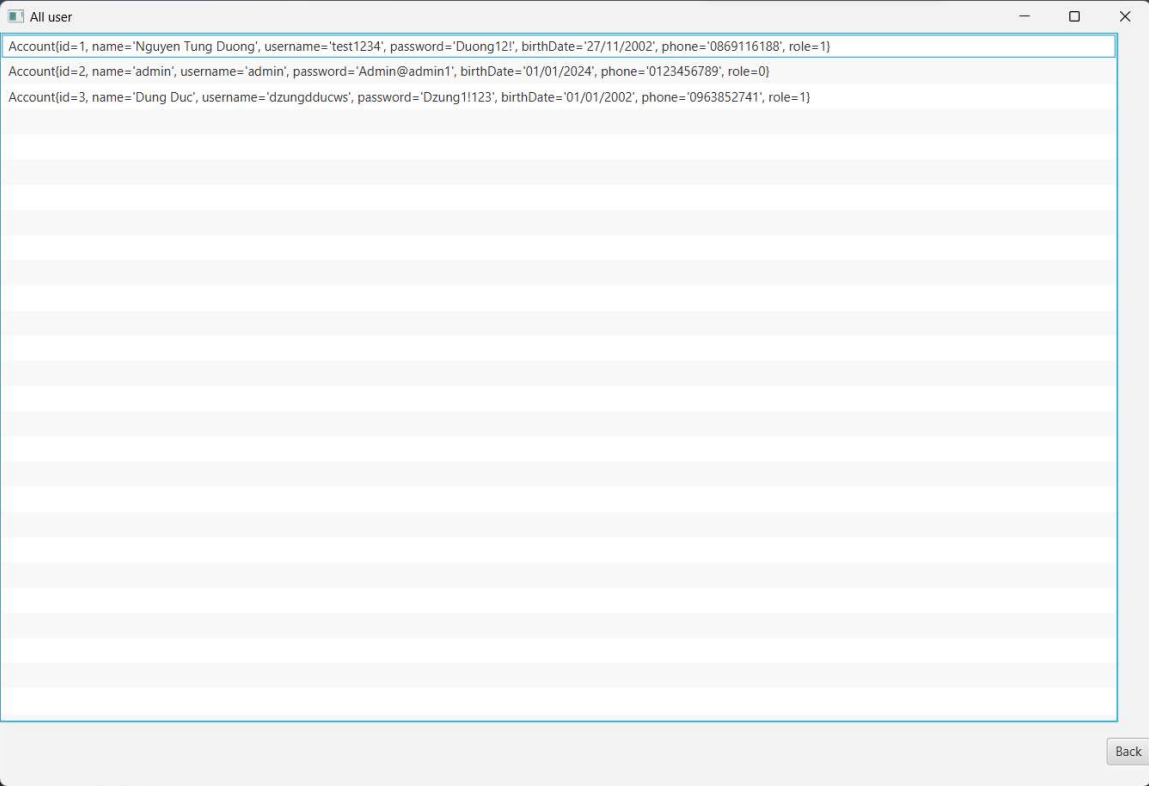 All user
Account{id=1, name='Nguyen Tung Duong', username='test1234', password='Duong12!', birthDate='27/11/2002', phone='0869116188', role=1}
Account{id=2, name='admin', username='admin', password='Admin@admin1', birthDate='01/01/2024', phone='0123456789', role=0}
Account{id=3, name='Dung Duc', username='dzungdducws', password='Dzung1!123', birthDate='01/01/2002', phone='0963852741', role=1}
Back